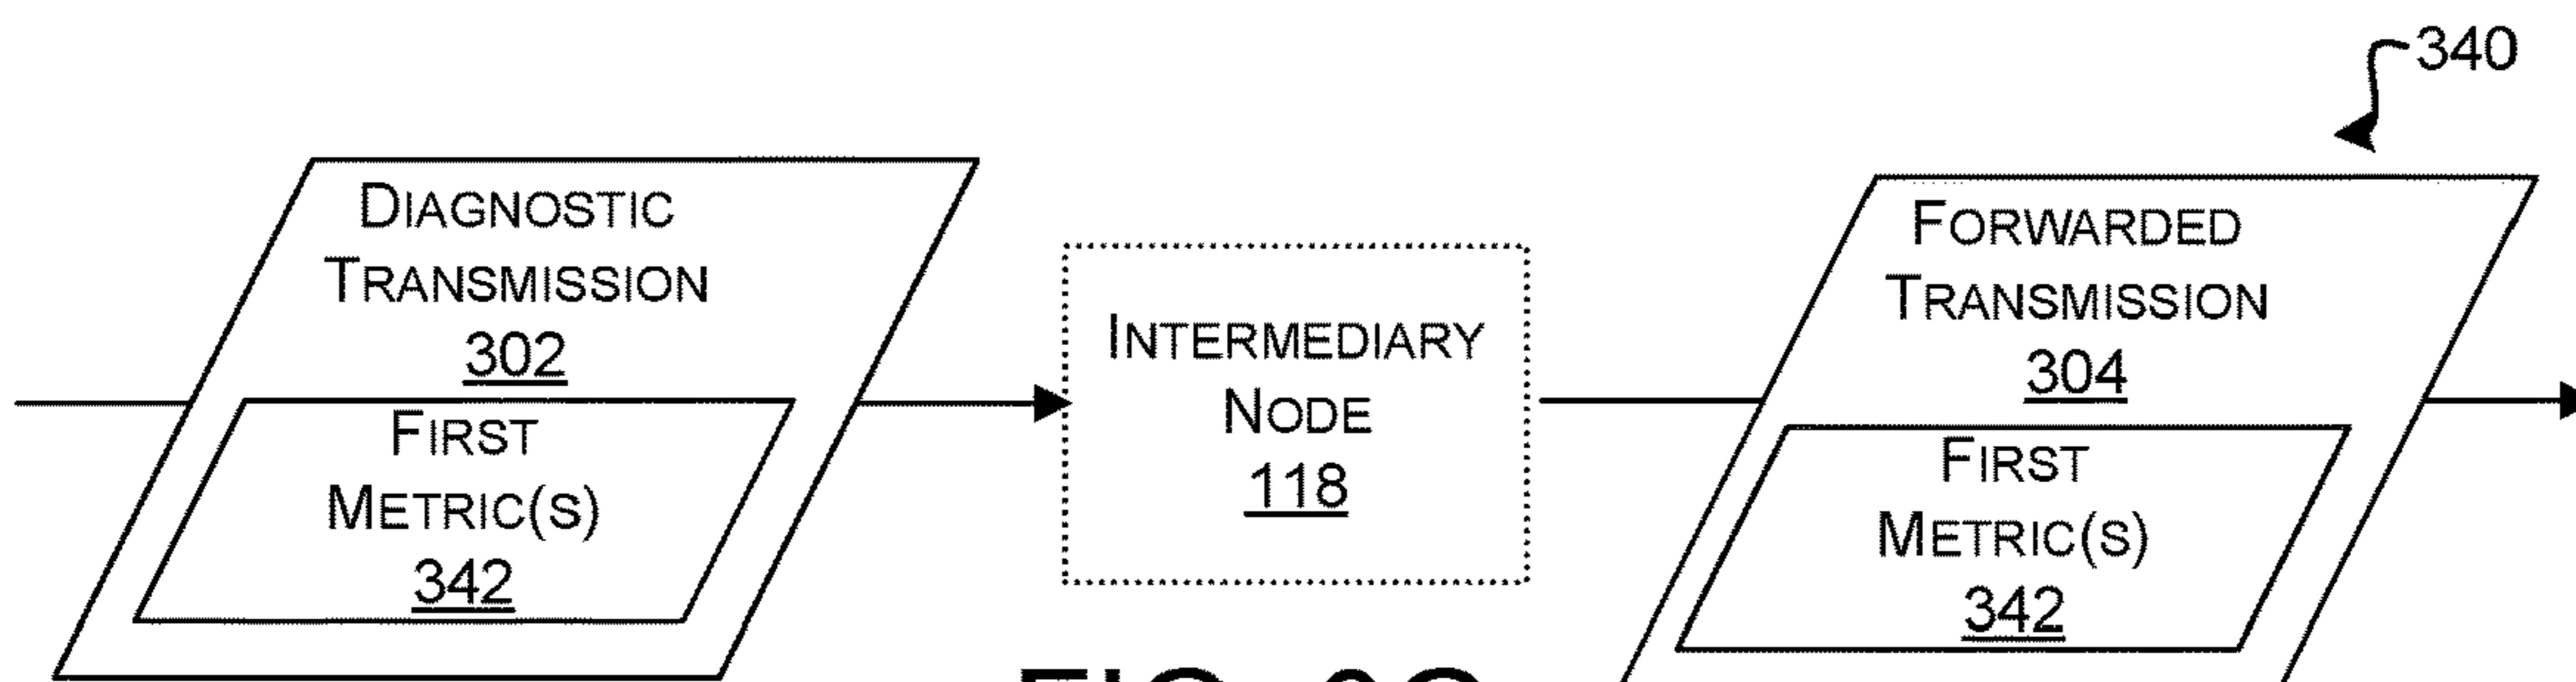 340
DIAGNOSTIC
TRANSMISSION
302
FIRST
METRIC(S)
342
INTERMEDIARY
NODE
118
FORWARDED
TRANSMISSION
304
FIRST
METRIC(S)
342